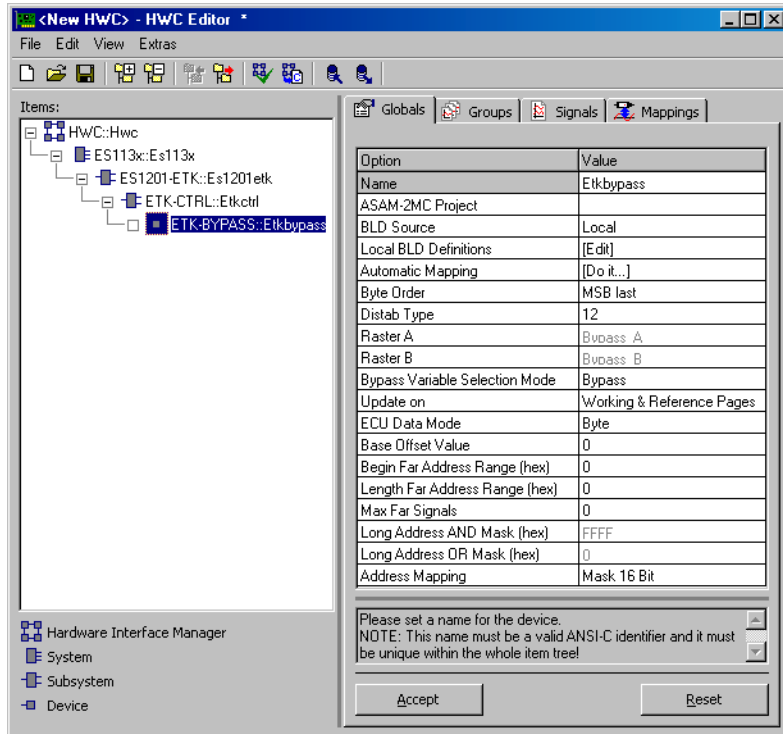 <New HWC> - HWC Editor *
File Edit View Extras
Items:
HWC::Hwc
ES113x::Es113x
ES1201-ETK::Es1201etk
ETK-CTRL::Etkctrl
ETK-BYPASS::Etkbypass
Hardware Interface Manager
System
Subsystem
Device
Globals Groups Signals Mappings
Option Value
Name Etkbypass
ASAM-2MC Project
BLD Source Local
Local BLD Definitions [Edit]
Automatic Mapping [Do it...]
Byte Order MSB last
Distab Type 12
Raster A Bypass_A
Raster B Bypass_B
Bypass Variable Selection Mode Bypass
Update on Working & Reference Pages
ECU Data Mode Byte
Base Offset Value 0
Begin Far Address Range (hex) 0
Length Far Address Range (hex) 0
Max Far Signals 0
Long Address AND Mask (hex) FFFF
Long Address OR Mask (hex) 0
Address Mapping Mask 16 Bit
Please set a name for the device.
NOTE: This name must be a valid ANSI-C identifier and it must
be unique within the whole item tree!
Accept Reset